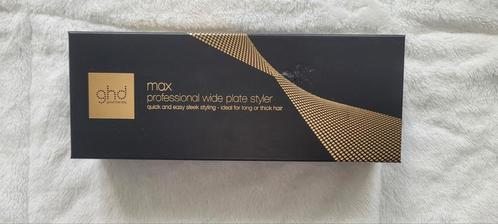 ghd
max
professional wide plate styler
quick and easy sleek styling - ideal for long or thick hair